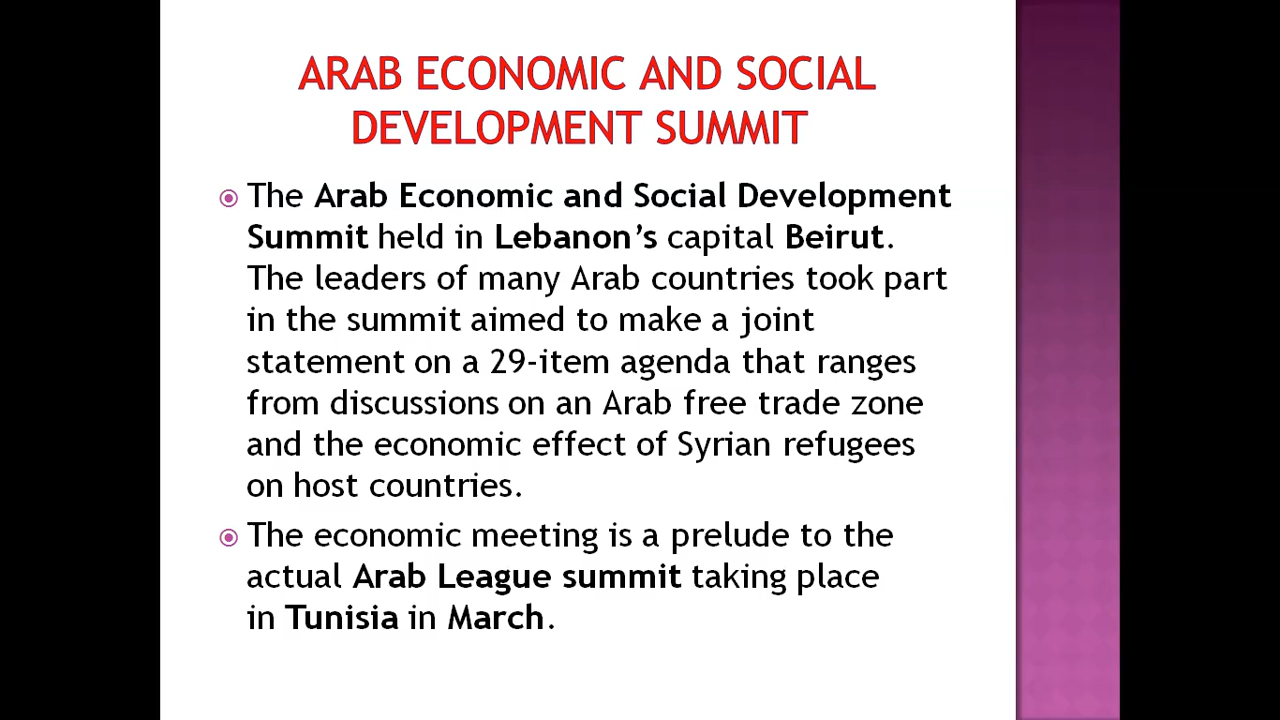 ARAB ECONOMIC AND SOCIAL
DEVELOPMENT SUMMIT
The Arab Economic and Social Development
Summit held in Lebanon’s capital Beirut.
The leaders of many Arab countries took part
in the summit aimed to make a joint
statement on a 29-item agenda that ranges
from discussions on an Arab free trade zone
and the economic effect of Syrian refugees
on host countries.
The economic meeting is a prelude to the
actual Arab League summit taking place
in Tunisia in March.